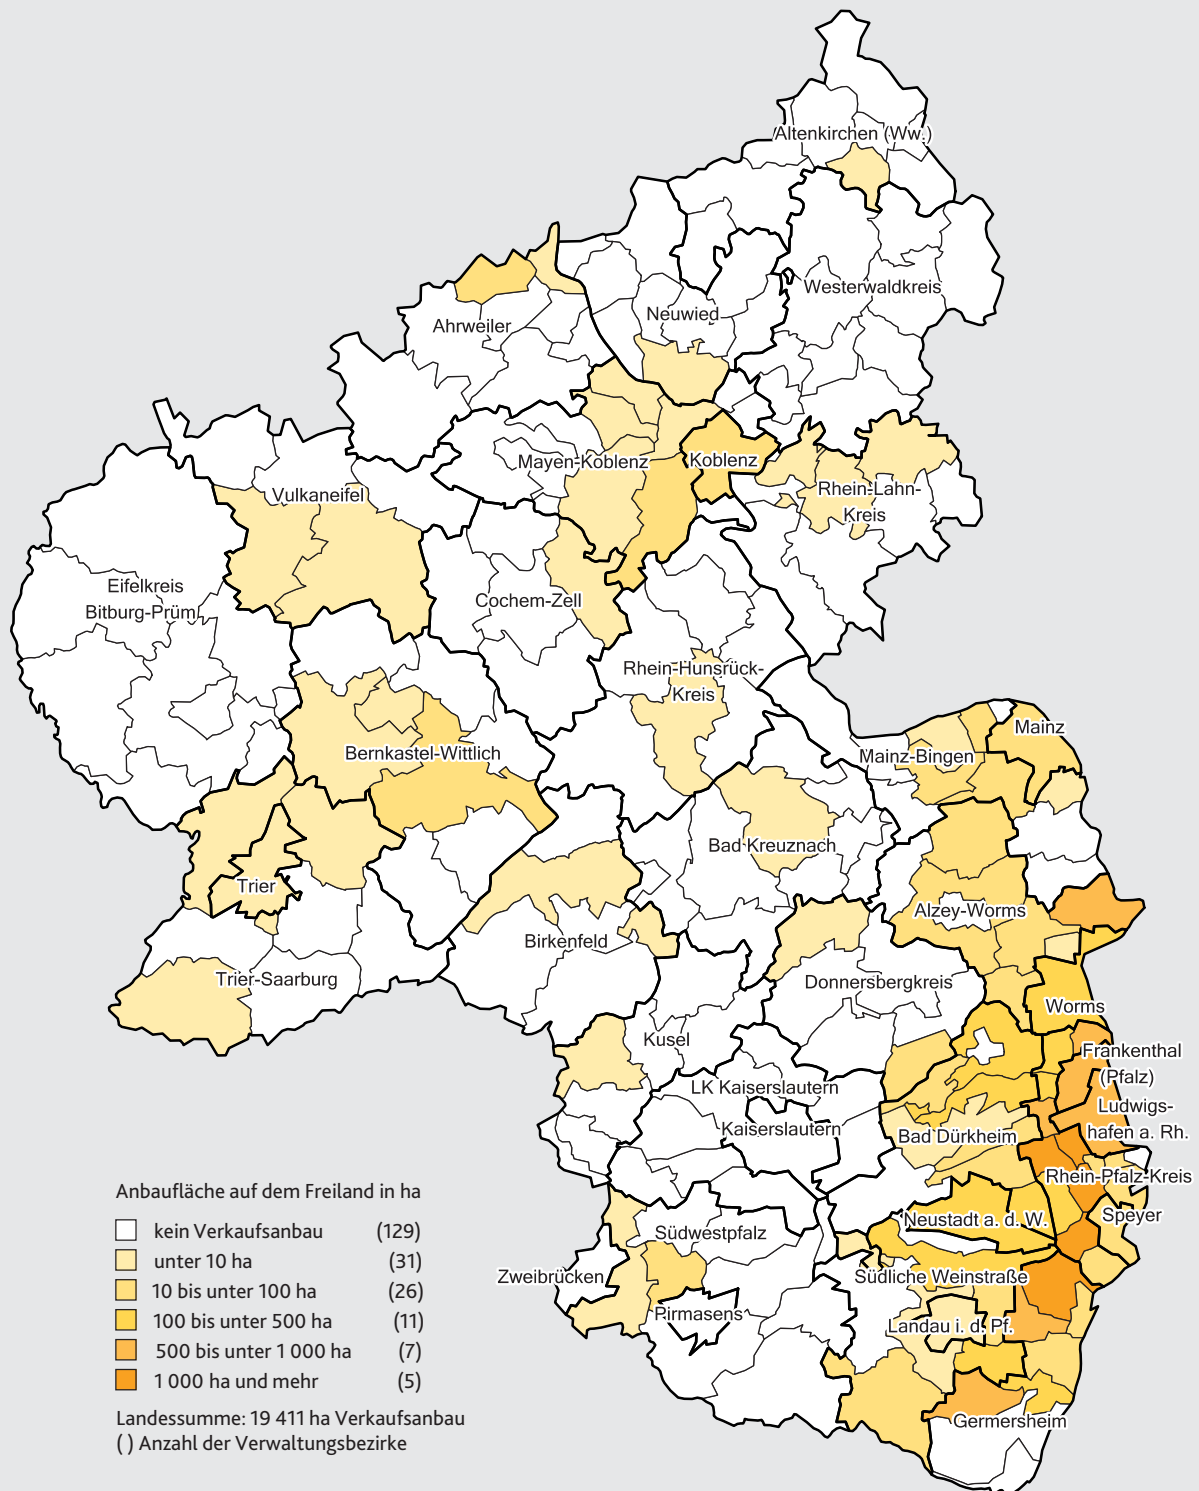 Altenkirchen (Ww.)
Westerwaldkreis
Neuwied
Ahrweiler
Mayen-Koblenz
Koblenz
Rhein-Lahn-
Kreis
Vulkaneifel
Eifelkreis
Bitburg-Prüm
Cochem-Zell
Rhein-Hunsrück-
Kreis
Mainz
Mainz-Bingen
Bernkastel-Wittlich
Bad Kreuznach
Trier
Alzey-Worms
Birkenfeld
Trier-Saarburg
Donnersbergkreis
Worms
Kusel
Frankenthal
(Pfalz)
LK Kaiserslautern
Ludwigs-
hafen a. Rh.
Kaiserslautern
Bad Dürkheim
Rhein-Pfalz-Kreis
Speyer
Neustadt a. d. W.
Südwestpfalz
Zweibrücken
Südliche Weinstraße
Pirmasens
Landau i. d. Pf.
Germersheim
Anbaufläche auf dem Freiland in ha
kein Verkaufsanbau (129)
unter 10 ha (31)
10 bis unter 100 ha (26)
100 bis unter 500 ha (11)
500 bis unter 1 000 ha (7)
1 000 ha und mehr (5)
Landessumme: 19 411 ha Verkaufsanbau
( ) Anzahl der Verwaltungsbezirke